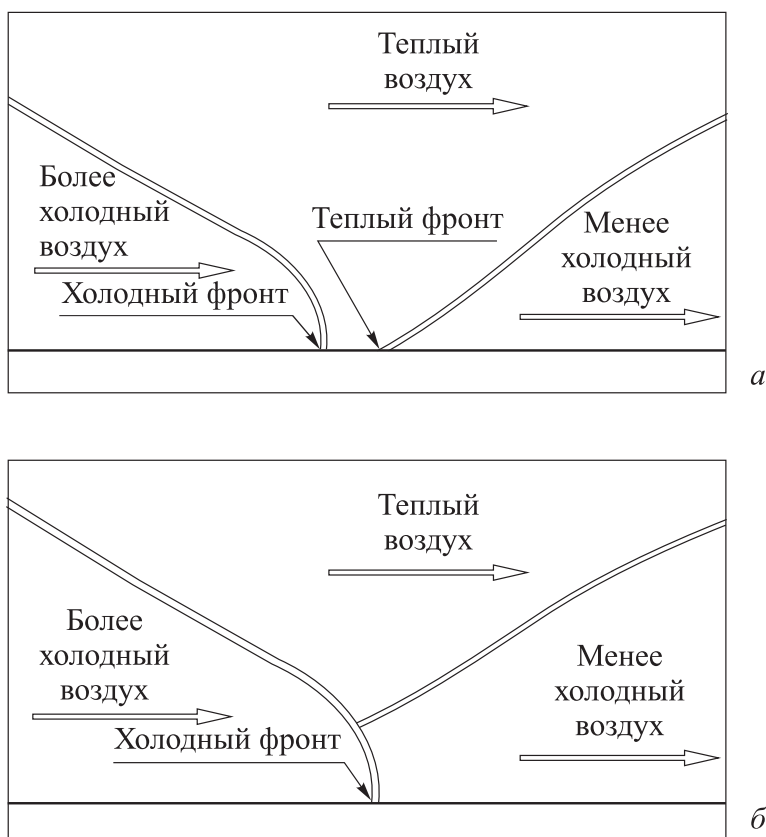 Теплый
воздух
Более
холодный
воздух
Теплый фронт
Менее
холодный
воздух
Холодный фронт
а
Теплый
воздух
Более
холодный
воздух
Менее
холодный
воздух
Холодный фронт
б